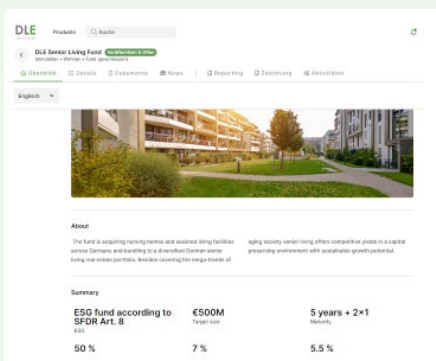 DLE
Produkte
Suche
DLE Senior Living Fund Veröffentlicht & Offen
Immobilien • Wohnen • Fund (geschlossen)
Überblick Details Dokumente News Reporting Zeichnung Aktivitäten
Englisch
About
The fund is acquiring nursing homes and assisted living facilities
across Germany and bundling to a diversified German senior
living real estate portfolio. Besides covering the mega-trends of
aging society senior living offers competitive yields in a capital
preserving environment with sustainable growth potential.
Summary
ESG fund according to
SFDR Art. 8
ESG
€500M
Target size
5 years + 2×1
Maturity
50 %
7 %
5.5 %